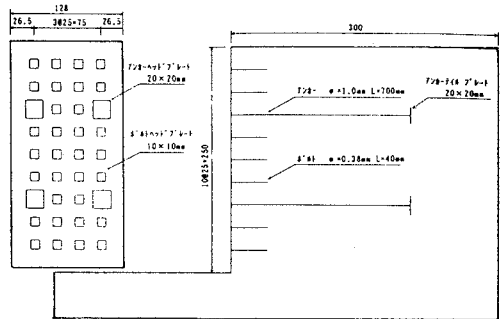 128
26.5 3@25=75 26.5
300
アンカーヘッドプレート
20×20mm
ボルトヘッドプレート
10×10mm
10@25=250
アンカー φ=1.0mm L=200mm
アンカーテイル プレート
20×20mm
ボルト φ=0.38mm L=40mm